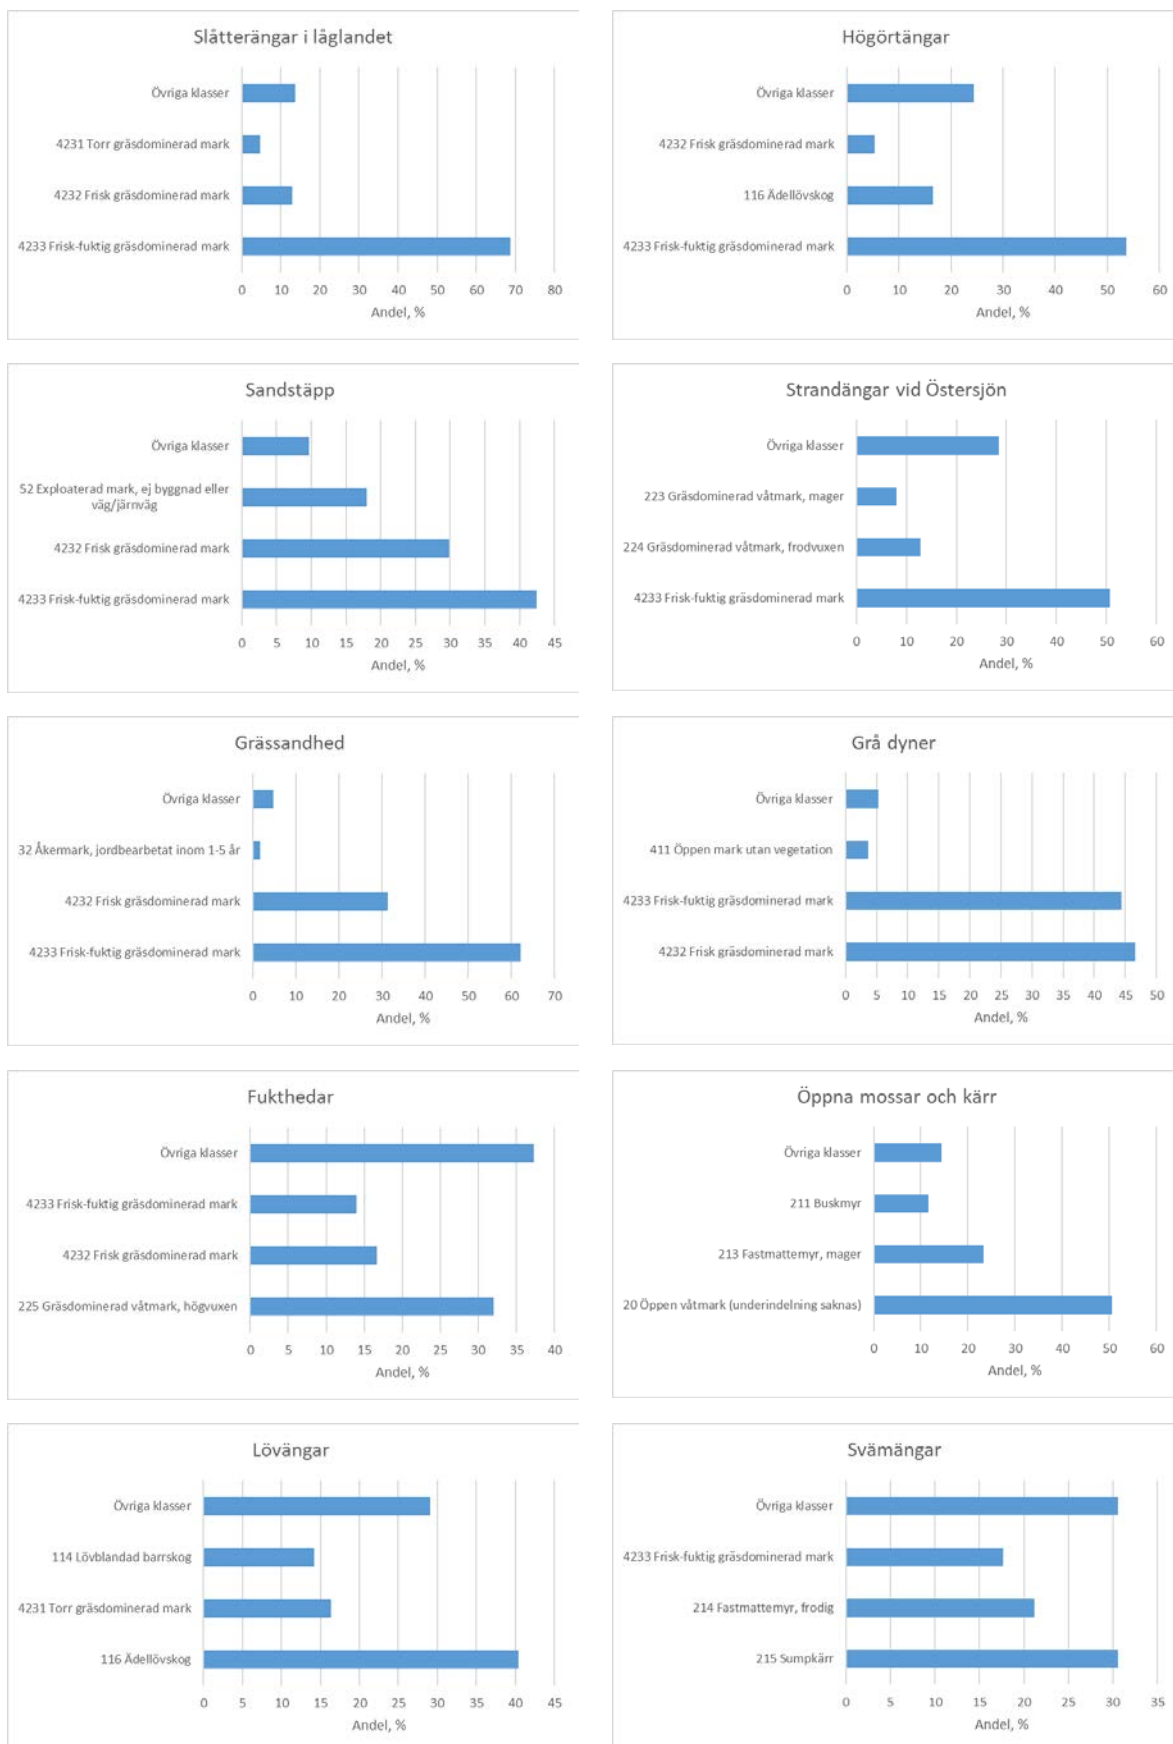 Slåtterängar i låglandet
Övriga klasser
4231 Torr gräsdominerad mark
4232 Frisk gräsdominerad mark
4233 Frisk-fuktig gräsdominerad mark
0 10 20 30 40 50 60 70 80
Andel, %
Högörtängar
Övriga klasser
4232 Frisk gräsdominerad mark
116 Ädellövskog
4233 Frisk-fuktig gräsdominerad mark
0 10 20 30 40 50 60
Andel, %
Sandstäpp
Övriga klasser
52 Exploaterad mark, ej byggnad eller
väg/järnväg
4232 Frisk gräsdominerad mark
4233 Frisk-fuktig gräsdominerad mark
0 5 10 15 20 25 30 35 40 45
Andel, %
Strandängar vid Östersjön
Övriga klasser
223 Gräsdominerad våtmark, mager
224 Gräsdominerad våtmark, frodvuxen
4233 Frisk-fuktig gräsdominerad mark
0 10 20 30 40 50 60
Andel, %
Grässandhed
Övriga klasser
32 Åkermark, jordbearbetat inom 1-5 år
4232 Frisk gräsdominerad mark
4233 Frisk-fuktig gräsdominerad mark
0 10 20 30 40 50 60 70
Andel, %
Grå dyner
Övriga klasser
411 Öppen mark utan vegetation
4233 Frisk-fuktig gräsdominerad mark
4232 Frisk gräsdominerad mark
0 5 10 15 20 25 30 35 40 45 50
Andel, %
Fukthedar
Övriga klasser
4233 Frisk-fuktig gräsdominerad mark
4232 Frisk gräsdominerad mark
225 Gräsdominerad våtmark, högvuxen
0 5 10 15 20 25 30 35 40
Andel, %
Öppna mossar och kärr
Övriga klasser
211 Buskmyr
213 Fastmattemyr, mager
20 Öppen våtmark (underindelning saknas)
0 10 20 30 40 50 60
Andel, %
Lövängar
Övriga klasser
114 Lövblandad barrskog
4231 Torr gräsdominerad mark
116 Ädellövskog
0 5 10 15 20 25 30 35 40 45
Andel, %
Svämängar
Övriga klasser
4233 Frisk-fuktig gräsdominerad mark
214 Fastmattemyr, frodig
215 Sumpkärr
0 5 10 15 20 25 30 35
Andel, %